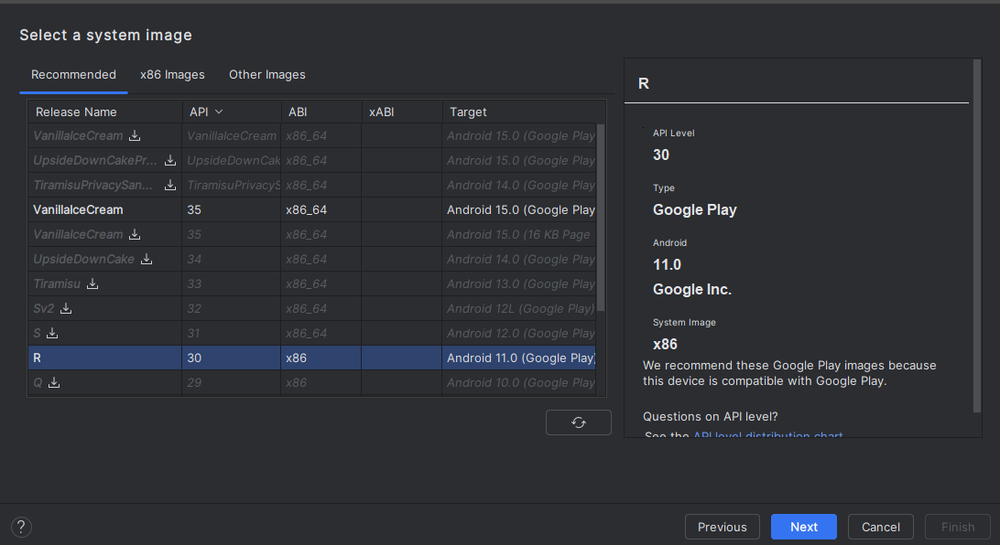 Select a system image
Recommended x86 Images Other Images
Release Name API ABI xABI Target
VanillaIceCream VanillaIceCream x86_64 Android 15.0 (Google Play
UpsideDownCakePr... UpsideDownCak x86_64 Android 15.0 (Google Play
TiramisuPrivacySan... TiramisuPrivacyS x86_64 Android 14.0 (Google Play
VanillaIceCream 35 x86_64 Android 15.0 (Google Play
VanillaIceCream 35 x86_64 Android 15.0 (16 KB Page
UpsideDownCake 34 x86_64 Android 14.0 (Google Play
Tiramisu 33 x86_64 Android 13.0 (Google Play
Sv2 32 x86_64 Android 12L (Google Play)
S 31 x86_64 Android 12.0 (Google Play
R 30 x86 Android 11.0 (Google Play)
Q 29 x86 Android 10.0 (Google Play
R
API Level
30
Type
Google Play
Android
11.0
Google Inc.
System Image
x86
We recommend these Google Play images because
this device is compatible with Google Play.
Questions on API level?
See the API level distribution chart
? Previous Next Cancel Finish